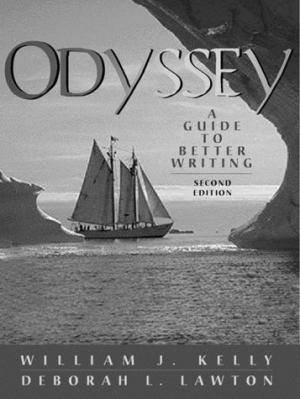 ODYSSEY
A
GUIDE
TO
BETTER
WRITING
SECOND
EDITION
WILLIAM J. KELLY
DEBORAH L. LAWTON